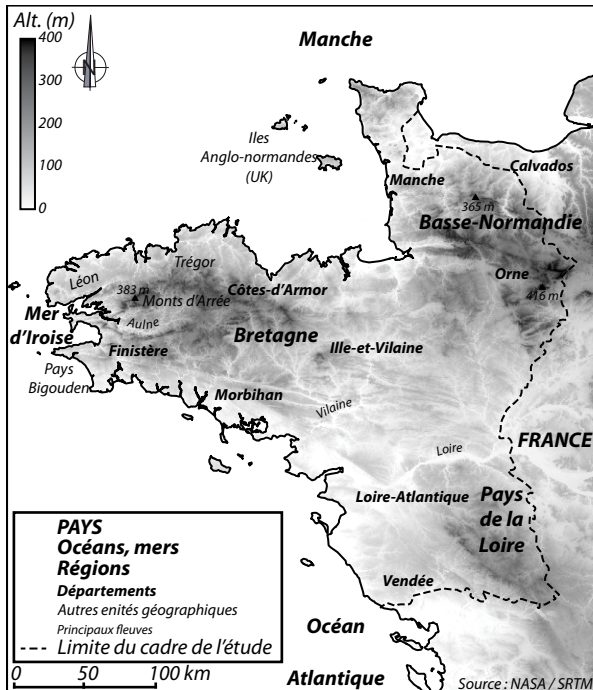 Alt. (m)
400
300
200
100
0
N
Manche
Iles
Anglo-normandes
(UK)
Manche
Calvados
365 m
Basse-Normandie
Orne
416 m
Trégor
Léon
383 m
Monts d'Arrée
Côtes-d'Armor
Mer
d'Iroise
Aulne
Bretagne
Finistère
Ille-et-Vilaine
Pays
Bigouden
Morbihan
Vilaine
FRANCE
Loire
Loire-Atlantique
Pays
de la
Loire
Vendée
PAYS
Océans, mers
Régions
Départements
Autres enités géographiques
Principaux fleuves
Limite du cadre de l'étude
0 50 100 km
Océan
Atlantique
Source : NASA / SRTM